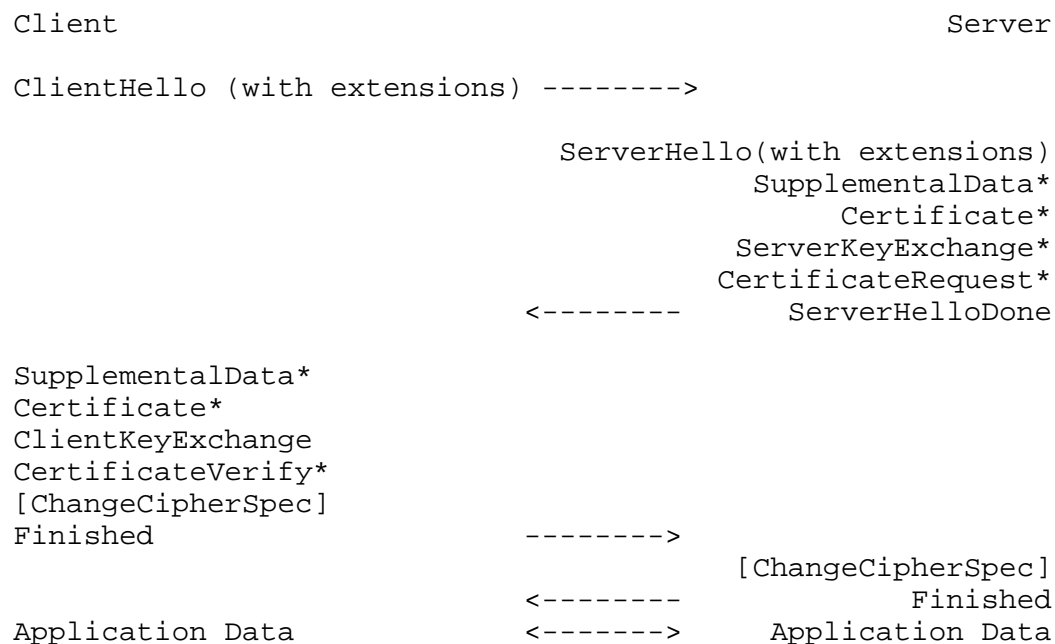 Client Server
ClientHello (with extensions) -------->
ServerHello(with extensions)
SupplementalData*
Certificate*
ServerKeyExchange*
CertificateRequest*
<-------- ServerHelloDone
SupplementalData*
Certificate*
ClientKeyExchange
CertificateVerify*
[ChangeCipherSpec]
Finished -------->
[ChangeCipherSpec]
<-------- Finished
Application Data <-------> Application Data